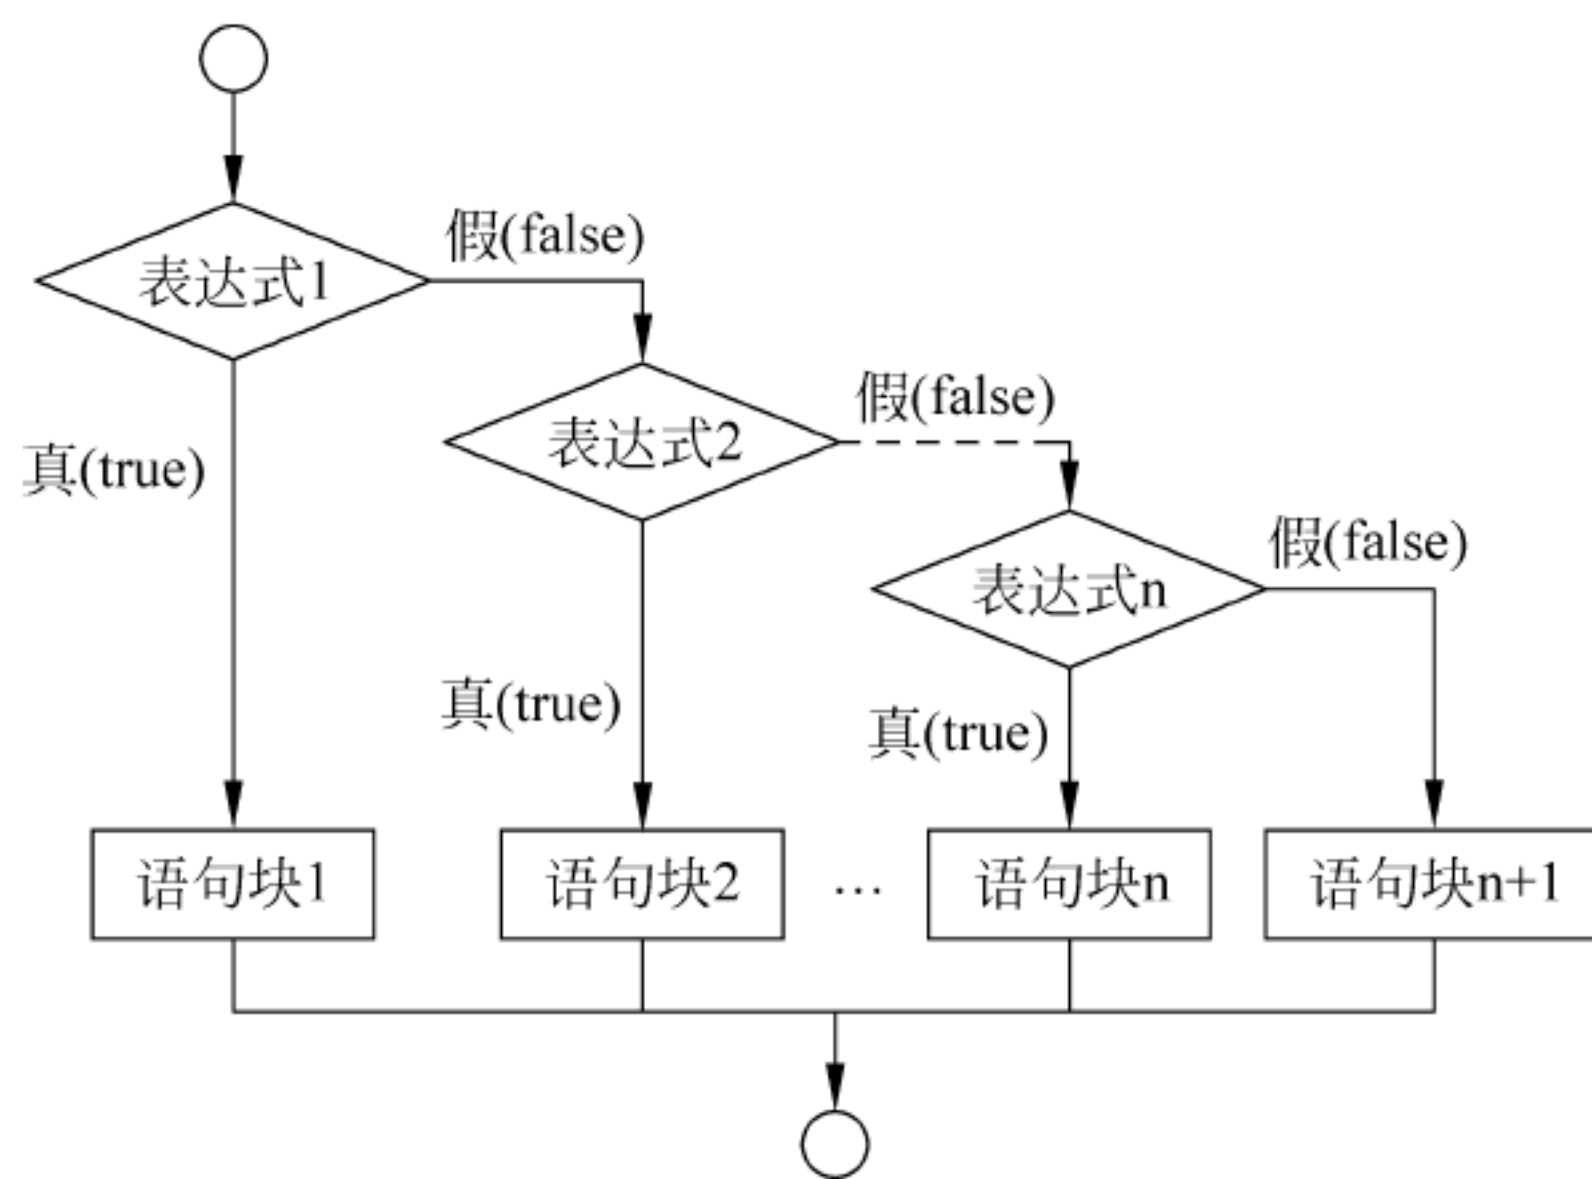 假(false)
表达式1
假(false)
表达式2
真(true)
假(false)
表达式n
真(true)
真(true)
语句块1
语句块2
…
语句块n
语句块n+1